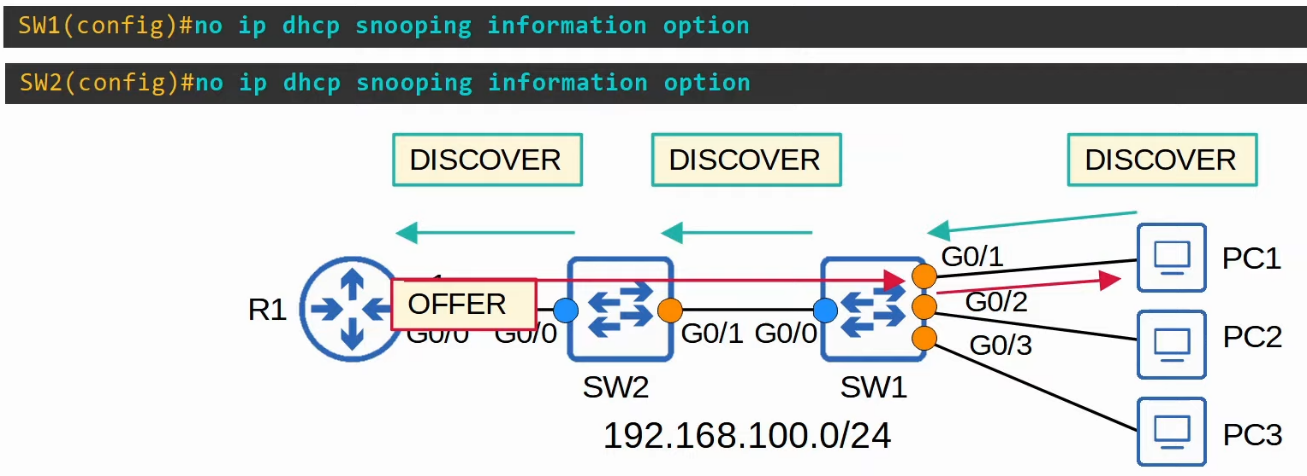 SW1(config)#no ip dhcp snooping information option
SW2(config)#no ip dhcp snooping information option
DISCOVER DISCOVER DISCOVER
G0/1 PC1
R1 OFFER G0/2
G0/0 G0/0 G0/1 G0/0 G0/3 PC2
SW2 SW1
192.168.100.0/24 PC3